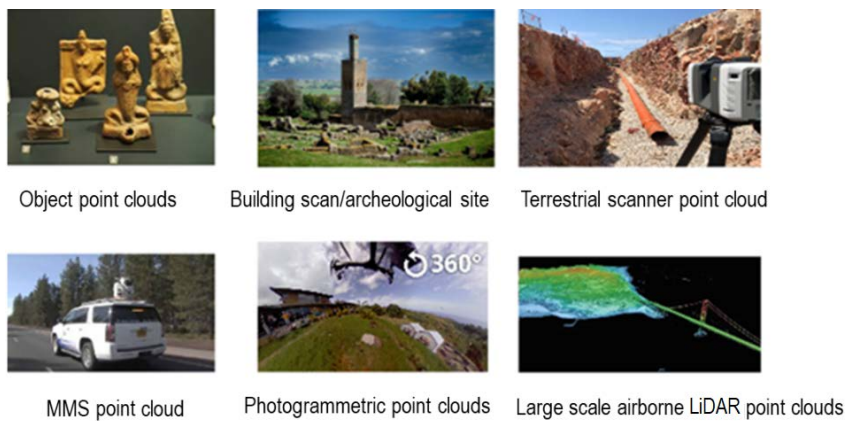 Object point clouds
Building scan/archeological site
Terrestrial scanner point cloud
360°
MMS point cloud
Photogrammetric point clouds
Large scale airborne LiDAR point clouds